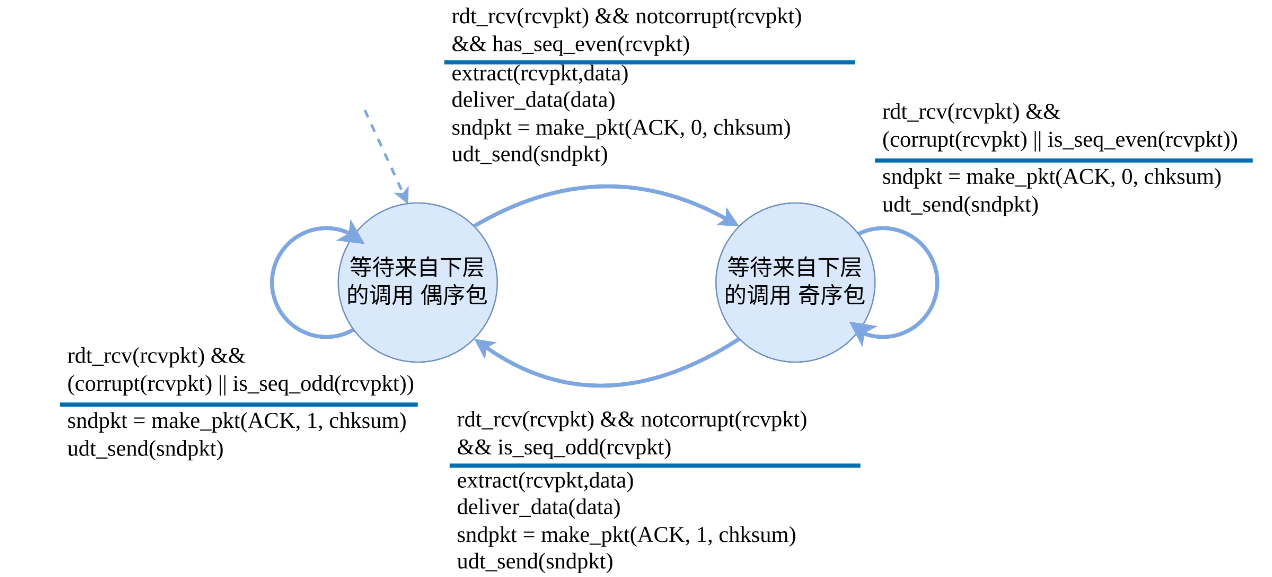 rdt_rcv(rcvpkt) && notcorrupt(rcvpkt)
&& has_seq_even(rcvpkt)
extract(rcvpkt,data)
deliver_data(data)
sndpkt = make_pkt(ACK, 0, chksum)
udt_send(sndpkt)
rdt_rcv(rcvpkt) &&
(corrupt(rcvpkt) || is_seq_even(rcvpkt))
sndpkt = make_pkt(ACK, 0, chksum)
udt_send(sndpkt)
等待来自下层
的调用 偶序包
等待来自下层
的调用 奇序包
rdt_rcv(rcvpkt) &&
(corrupt(rcvpkt) || is_seq_odd(rcvpkt))
sndpkt = make_pkt(ACK, 1, chksum)
udt_send(sndpkt)
rdt_rcv(rcvpkt) && notcorrupt(rcvpkt)
&& is_seq_odd(rcvpkt)
extract(rcvpkt,data)
deliver_data(data)
sndpkt = make_pkt(ACK, 1, chksum)
udt_send(sndpkt)